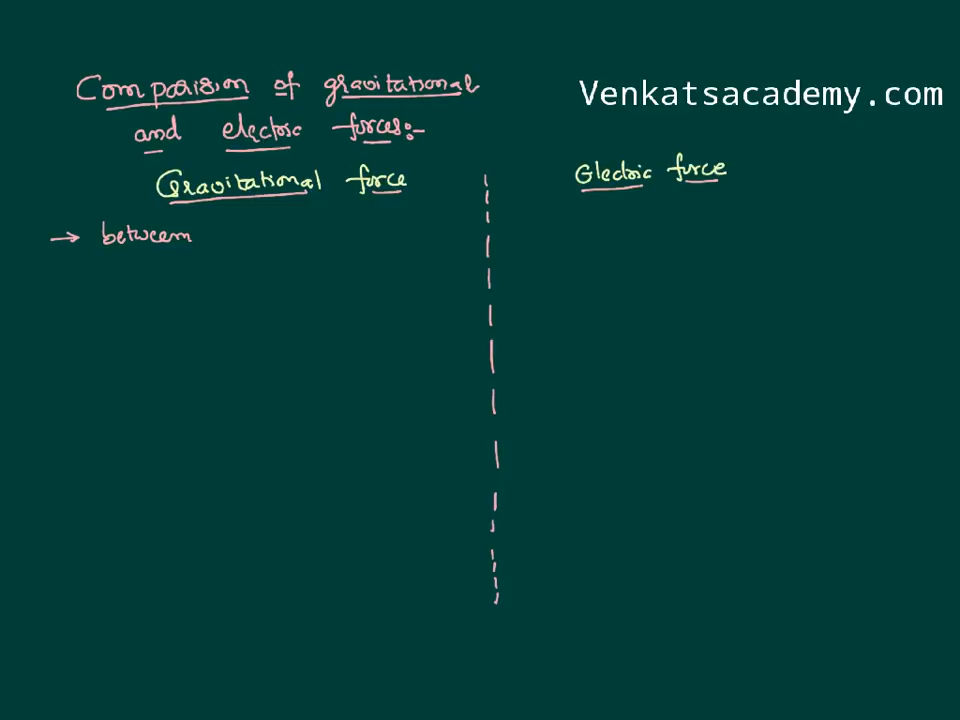 Comparision of gravitational
and electric forces:-
Venkatsacademy.com
Gravitational force
Electric force
→ between